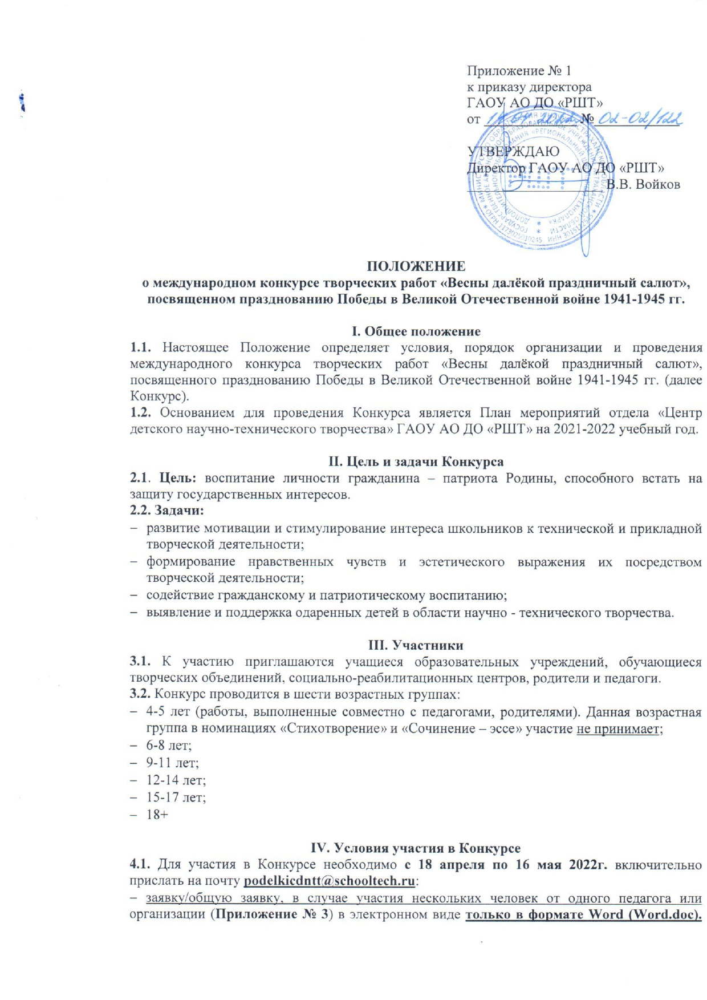 Приложение № 1
к приказу директора
ГАОУ АО ДО «РШТ»
от № 02-02/122
УТВЕРЖДАЮ
Директор ГАОУ АО ДО «РШТ»
В.В. Войков
ПОЛОЖЕНИЕ
о международном конкурсе творческих работ «Весны далёкой праздничный салют»,
посвященном празднованию Победы в Великой Отечественной войне 1941-1945 гг.
I. Общее положение
1.1. Настоящее Положение определяет условия, порядок организации и проведения
международного конкурса творческих работ «Весны далёкой праздничный салют»,
посвященного празднованию Победы в Великой Отечественной войне 1941-1945 гг. (далее
Конкурс).
1.2. Основанием для проведения Конкурса является План мероприятий отдела «Центр
детского научно-технического творчества» ГАОУ АО ДО «РШТ» на 2021-2022 учебный год.
II. Цель и задачи Конкурса
2.1. Цель: воспитание личности гражданина – патриота Родины, способного встать на
защиту государственных интересов.
2.2. Задачи:
– развитие мотивации и стимулирование интереса школьников к технической и прикладной
творческой деятельности;
– формирование нравственных чувств и эстетического выражения их посредством
творческой деятельности;
– содействие гражданскому и патриотическому воспитанию;
– выявление и поддержка одаренных детей в области научно - технического творчества.
III. Участники
3.1. К участию приглашаются учащиеся образовательных учреждений, обучающиеся
творческих объединений, социально-реабилитационных центров, родители и педагоги.
3.2. Конкурс проводится в шести возрастных группах:
– 4-5 лет (работы, выполненные совместно с педагогами, родителями). Данная возрастная
группа в номинациях «Стихотворение» и «Сочинение – эссе» участие не принимает;
– 6-8 лет;
– 9-11 лет;
– 12-14 лет;
– 15-17 лет;
– 18+
IV. Условия участия в Конкурсе
4.1. Для участия в Конкурсе необходимо с 18 апреля по 16 мая 2022г. включительно
прислать на почту podelkicdntt@schooltech.ru:
– заявку/общую заявку, в случае участия нескольких человек от одного педагога или
организации (Приложение № 3) в электронном виде только в формате Word (Word.doc).